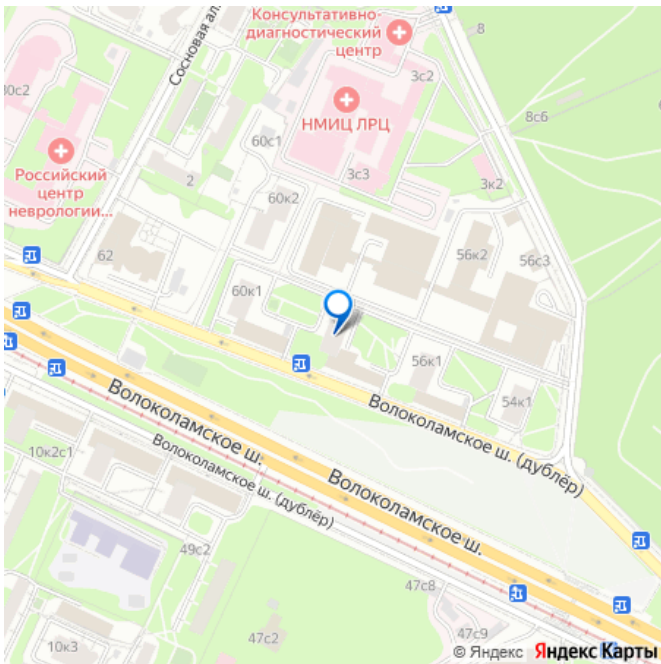 Консультативно-
диагностический
центр
8
3с2
Сосновая ал.
30с2
8с6
НМИЦ ЛРЦ
60с1
Российский
центр
неврологии...
2
3с3
3к2
60к2
62
56к2
56с3
60к1
56к1
54к1
Волоколамское ш. (дублёр)
Волоколамское ш.
Волоколамское ш.
Волоколамское ш. (дублёр)
10к2с1
49с2
47с8
10к3
47с2
47с9
© Яндекс Яндекс Карты